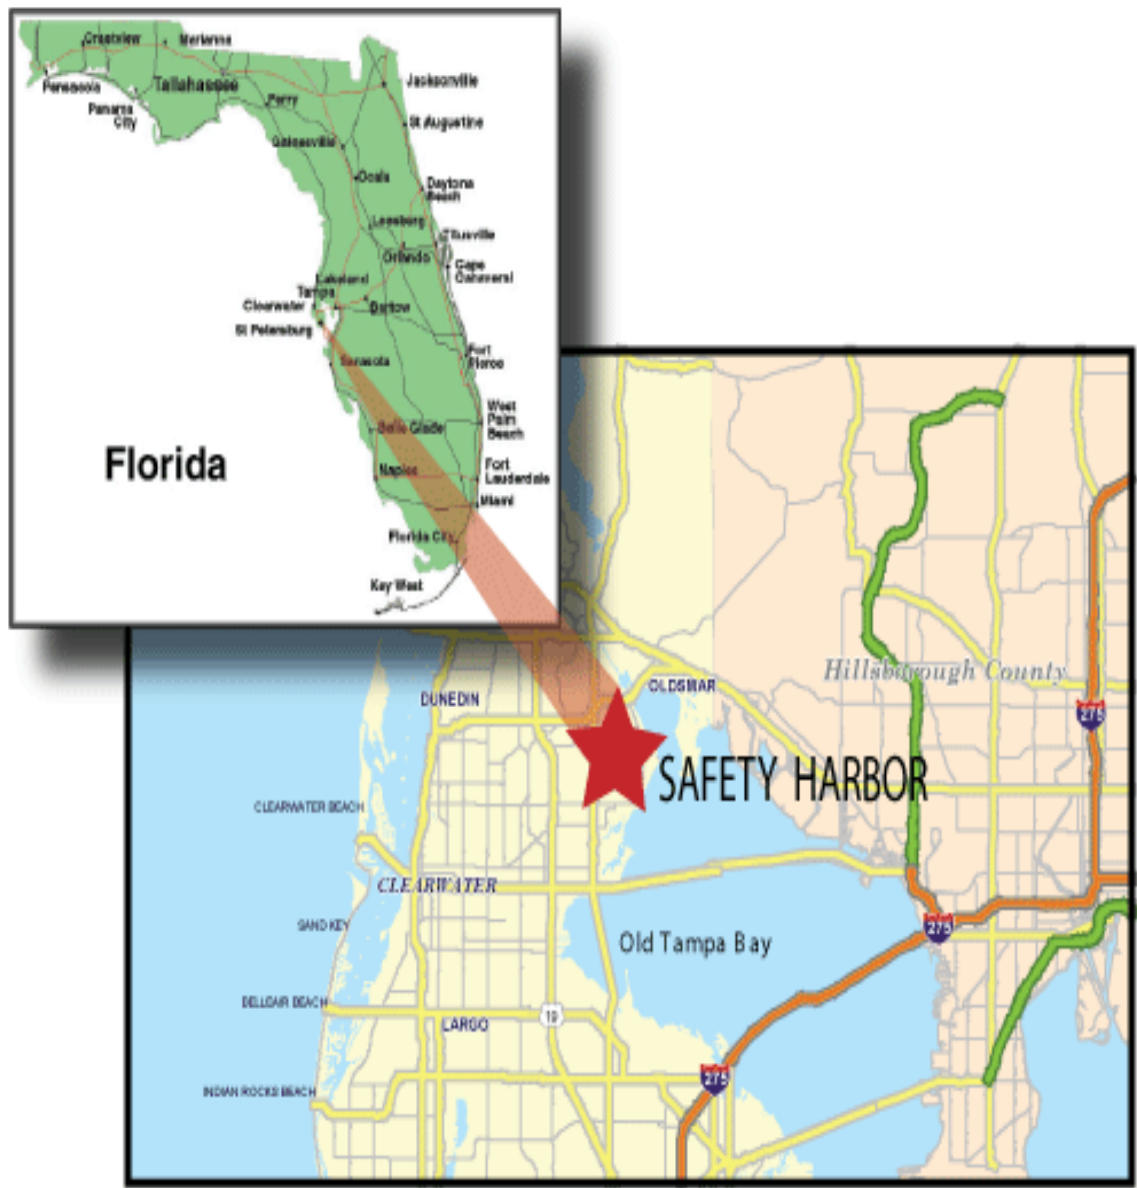 Crestview
Marianna
Pensacola
Tallahassee
Jacksonville
Panama
City
Perry
St Augustine
Gainesville
Ocala
Daytona
Beach
Leesburg
Titusville
Orlando
Cape
Canaveral
Lakeland
Tampa
Clearwater
Bartow
St Petersburg
Sarasota
Fort
Pierce
West
Palm
Beach
Belle Glade
Florida
Naples
Fort
Lauderdale
Miami
Florida City
Key West
Hillsborough County
DUNEDIN
OLDSMAR
275
SAFETY HARBOR
CLEARWATER BEACH
CLEARWATER
SAND KEY
275
Old Tampa Bay
BELLEAIR BEACH
19
LARGO
275
INDIAN ROCKS BEACH